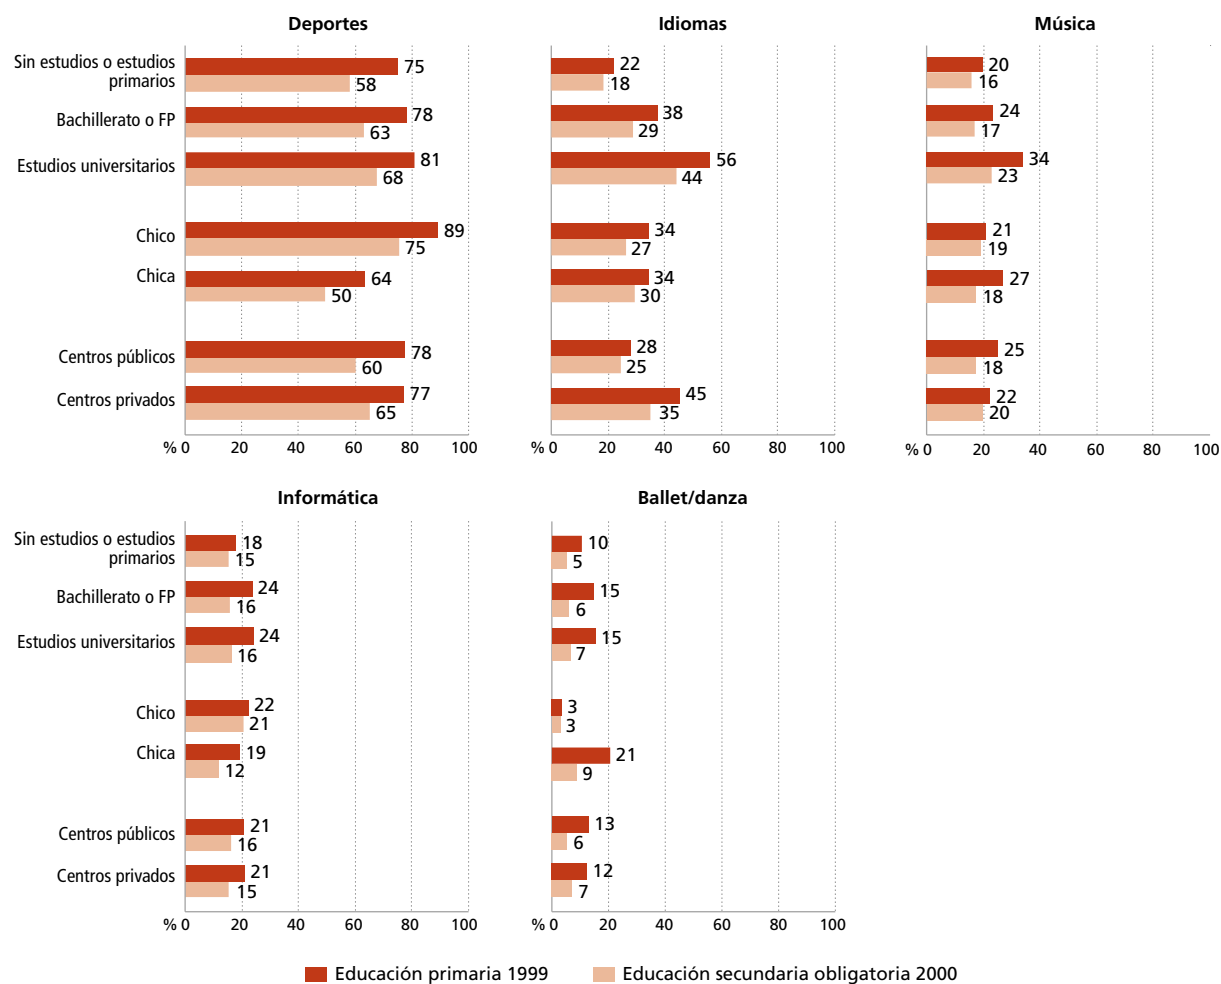 Deportes
Sin estudios o estudios
primarios
75
58
Bachillerato o FP
78
63
Estudios universitarios
81
68
Chico
89
75
Chica
64
50
Centros públicos
78
60
Centros privados
77
65
% 0 20 40 60 80 100
Idiomas
22
18
38
29
56
44
34
27
34
30
28
25
45
35
% 0 20 40 60 80 100
Música
20
16
24
17
34
23
21
19
27
18
25
18
22
20
% 0 20 40 60 80 100
Informática
Sin estudios o estudios
primarios
18
15
Bachillerato o FP
24
16
Estudios universitarios
24
16
Chico
22
21
Chica
19
12
Centros públicos
21
16
Centros privados
21
15
% 0 20 40 60 80 100
Ballet/danza
10
5
15
6
15
7
3
3
21
9
13
6
12
7
% 0 20 40 60 80 100
Educación primaria 1999
Educación secundaria obligatoria 2000